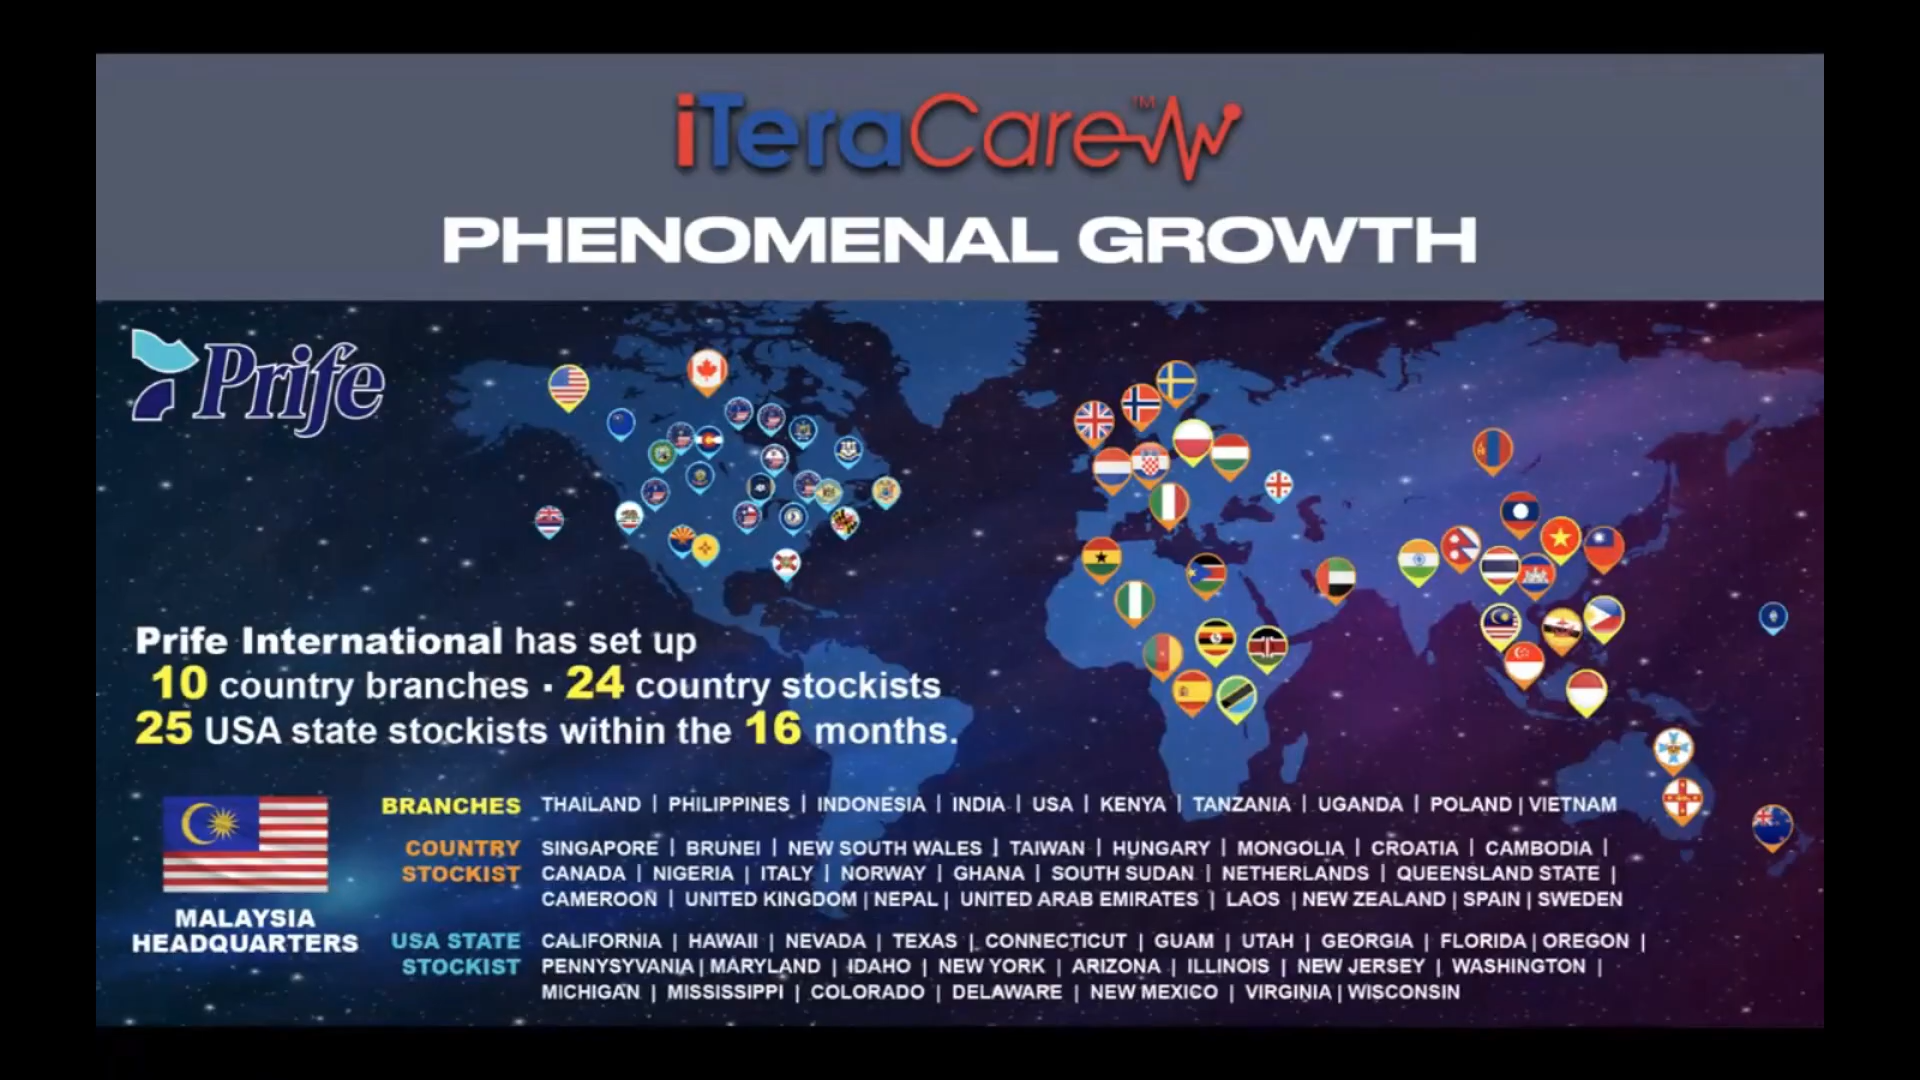 iTeraCare™
PHENOMENAL GROWTH
Prife
Prife International has set up
10 country branches · 24 country stockists
25 USA state stockists within the 16 months.
MALAYSIA
HEADQUARTERS
BRANCHES THAILAND | PHILIPPINES | INDONESIA | INDIA | USA | KENYA | TANZANIA | UGANDA | POLAND | VIETNAM
COUNTRY SINGAPORE | BRUNEI | NEW SOUTH WALES | TAIWAN | HUNGARY | MONGOLIA | CROATIA | CAMBODIA |
STOCKIST CANADA | NIGERIA | ITALY | NORWAY | GHANA | SOUTH SUDAN | NETHERLANDS | QUEENSLAND STATE |
CAMEROON | UNITED KINGDOM | NEPAL | UNITED ARAB EMIRATES | LAOS | NEW ZEALAND | SPAIN | SWEDEN
USA STATE CALIFORNIA | HAWAII | NEVADA | TEXAS | CONNECTICUT | GUAM | UTAH | GEORGIA | FLORIDA | OREGON |
STOCKIST PENNYSYVANIA | MARYLAND | IDAHO | NEW YORK | ARIZONA | ILLINOIS | NEW JERSEY | WASHINGTON |
MICHIGAN | MISSISSIPPI | COLORADO | DELAWARE | NEW MEXICO | VIRGINIA | WISCONSIN